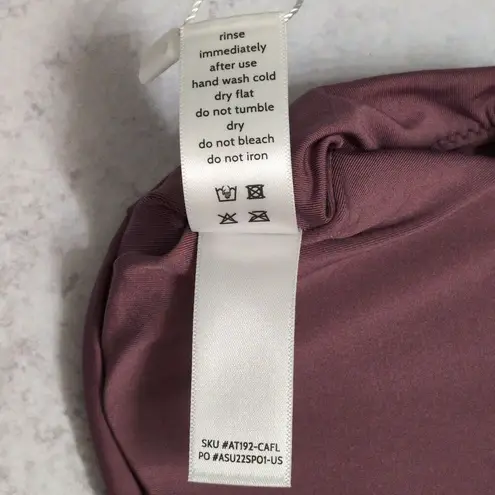 rinse
immediately
after use
hand wash cold
dry flat
do not tumble
dry
do not bleach
do not iron
SKU #AT192-CAFL
PO #ASU22SP01-US